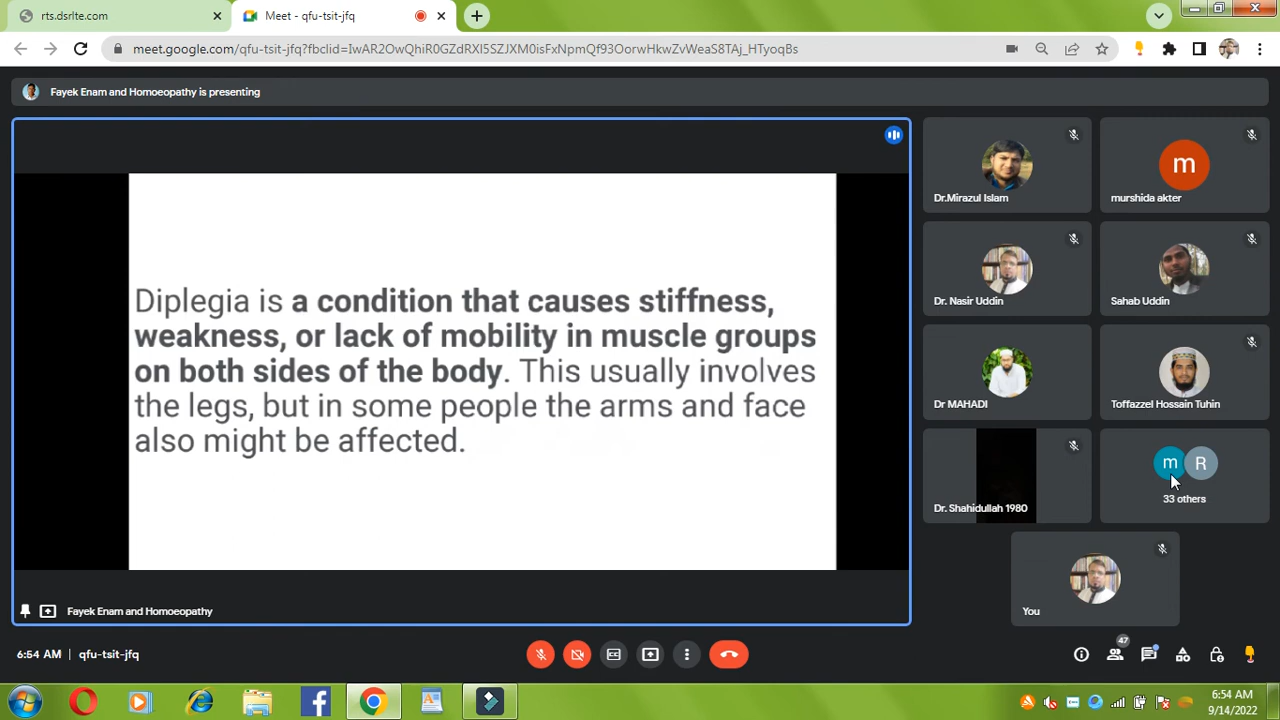 rts.dsrlte.com
Meet - qfu-tsit-jfq
meet.google.com/qfu-tsit-jfq?fbclid=IwAR2OwQhiR0GZdRXI5SZJXM0isFxNpmQf93OorwHkwZvWeaS8TAj_HTyoqBs
Fayek Enam and Homoeopathy is presenting
Diplegia is a condition that causes stiffness,
weakness, or lack of mobility in muscle groups
on both sides of the body. This usually involves
the legs, but in some people the arms and face
also might be affected.
Fayek Enam and Homoeopathy
Dr.Mirazul Islam
m
murshida akter
Dr. Nasir Uddin
Sahab Uddin
Dr MAHADI
Toffazzel Hossain Tuhin
Dr. Shahidullah 1980
m R
33 others
You
6:54 AM | qfu-tsit-jfq
47
6:54 AM
9/14/2022